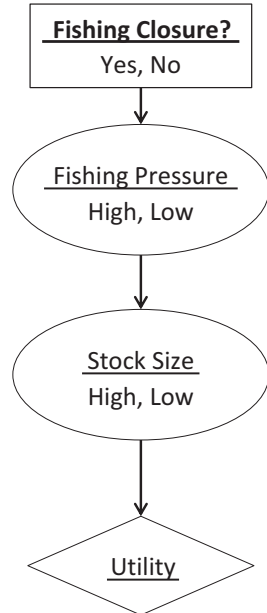 Fishing Closure?
Yes, No
Fishing Pressure
High, Low
Stock Size
High, Low
Utility